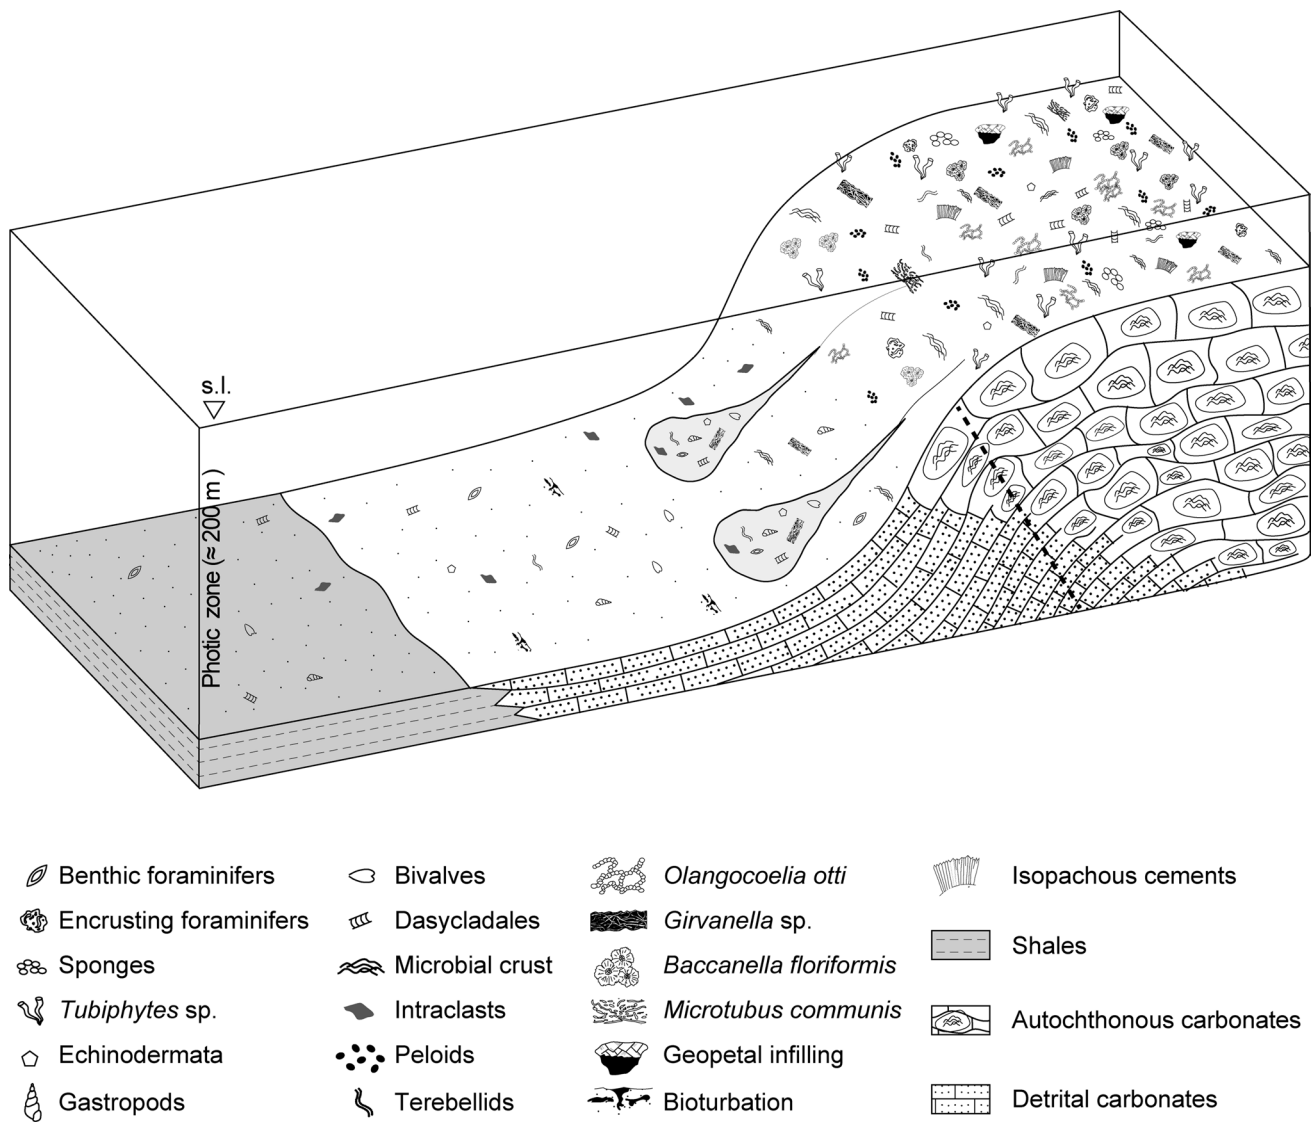 s.l.
Photic zone (≈ 200 m )
Benthic foraminifers
Encrusting foraminifers
Sponges
Tubiphytes sp.
Echinodermata
Gastropods
Bivalves
Dasycladales
Microbial crust
Intraclasts
Peloids
Terebellids
Olangocoelia otti
Girvanella sp.
Baccanella floriformis
Microtubus communis
Geopetal infilling
Bioturbation
Isopachous cements
Shales
Autochthonous carbonates
Detrital carbonates